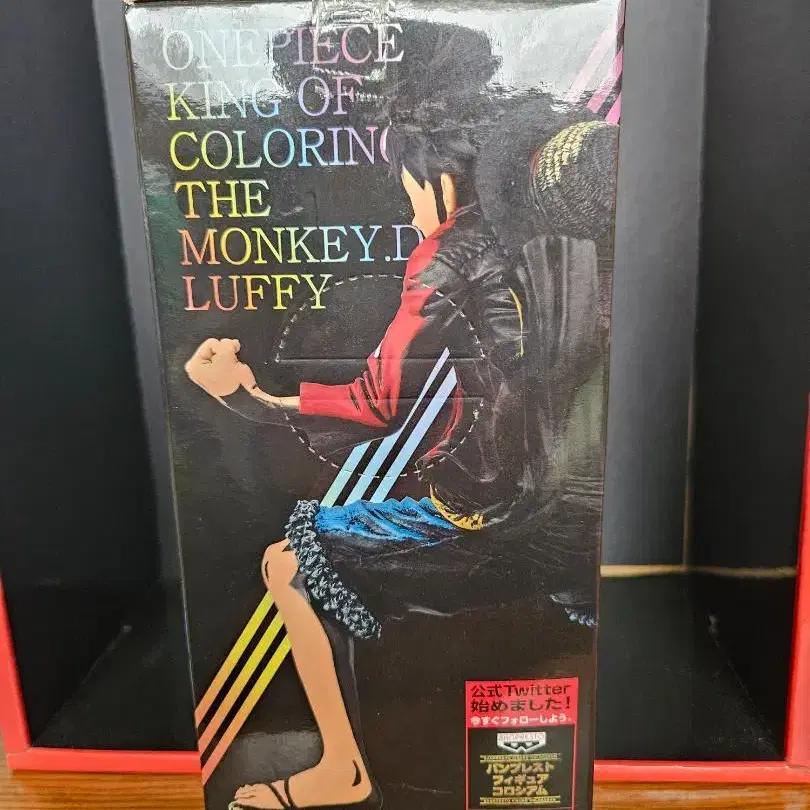 ONEPIECE
KING OF
COLORING
THE
MONKEY.D
LUFFY
公式Twitter
始めました!
今すぐフォローしよう。
BANPRESTO
バンプレスト
フィギュア
コロシアム